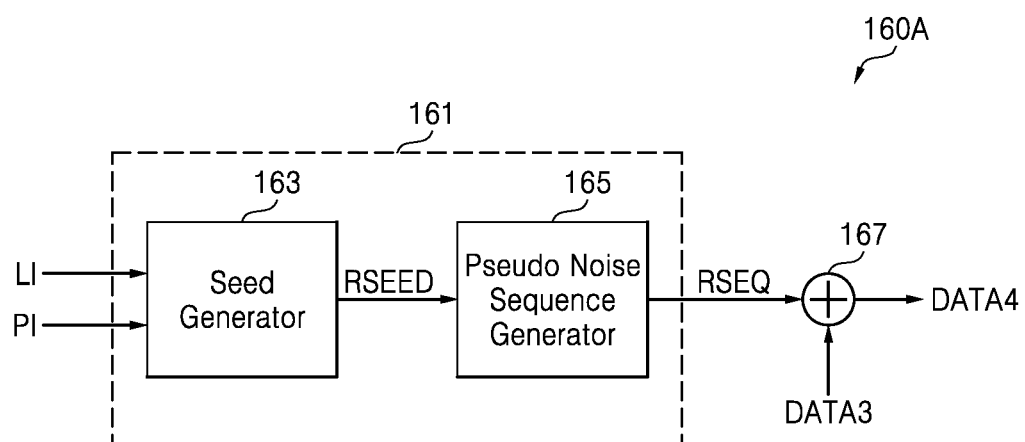 160A
161
163
165
167
LI
PI
Seed
Generator
RSEED
Pseudo Noise
Sequence
Generator
RSEQ
DATA4
DATA3